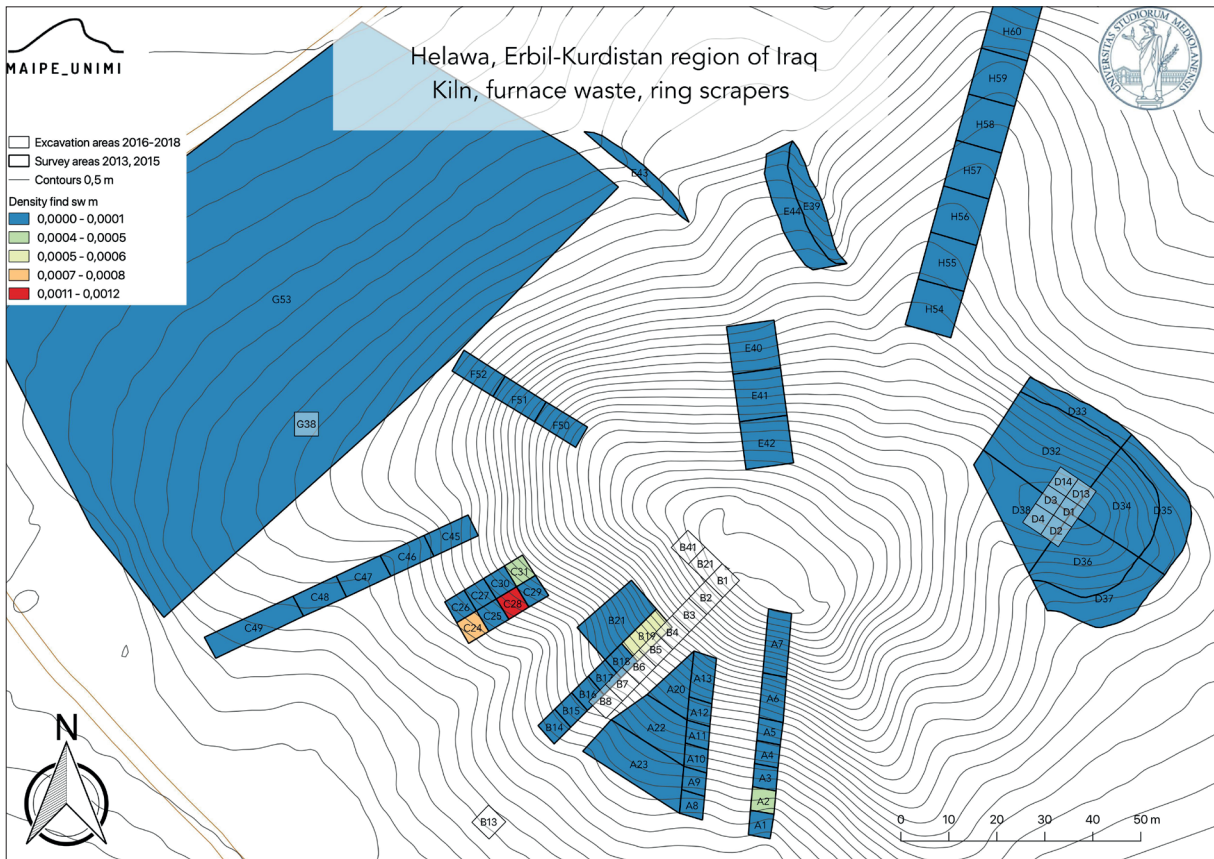 MAIPE_UNIMI
Helawa, Erbil-Kurdistan region of Iraq
Kiln, furnace waste, ring scrapers
UNIVERSITAS STUDIORUM MEDIOLANENSIS
Excavation areas 2016-2018
Survey areas 2013, 2015
Contours 0,5 m
Density find sw m
0,0000 - 0,0001
0,0004 - 0,0005
0,0005 - 0,0006
0,0007 - 0,0008
0,0011 - 0,0012
H60
H59
H58
H57
H56
H55
H54
E43
E39
E44
G53
E40
E41
E42
F52
F51
F50
G38
D33
D32
D14
D13
D3
D1
D4
D2
D38
D34
D35
D36
D37
C45
C46
C47
C48
C49
C31
C30
C29
C27
C28
C26
C25
C24
B41
B21
B1
B2
B3
B4
B5
B6
B7
B8
B21
B19
B18
B17
B16
B15
B14
B13
A7
A6
A5
A4
A3
A2
A1
A13
A20
A12
A22
A11
A10
A23
A9
A8
N
0 10 20 30 40 50 m